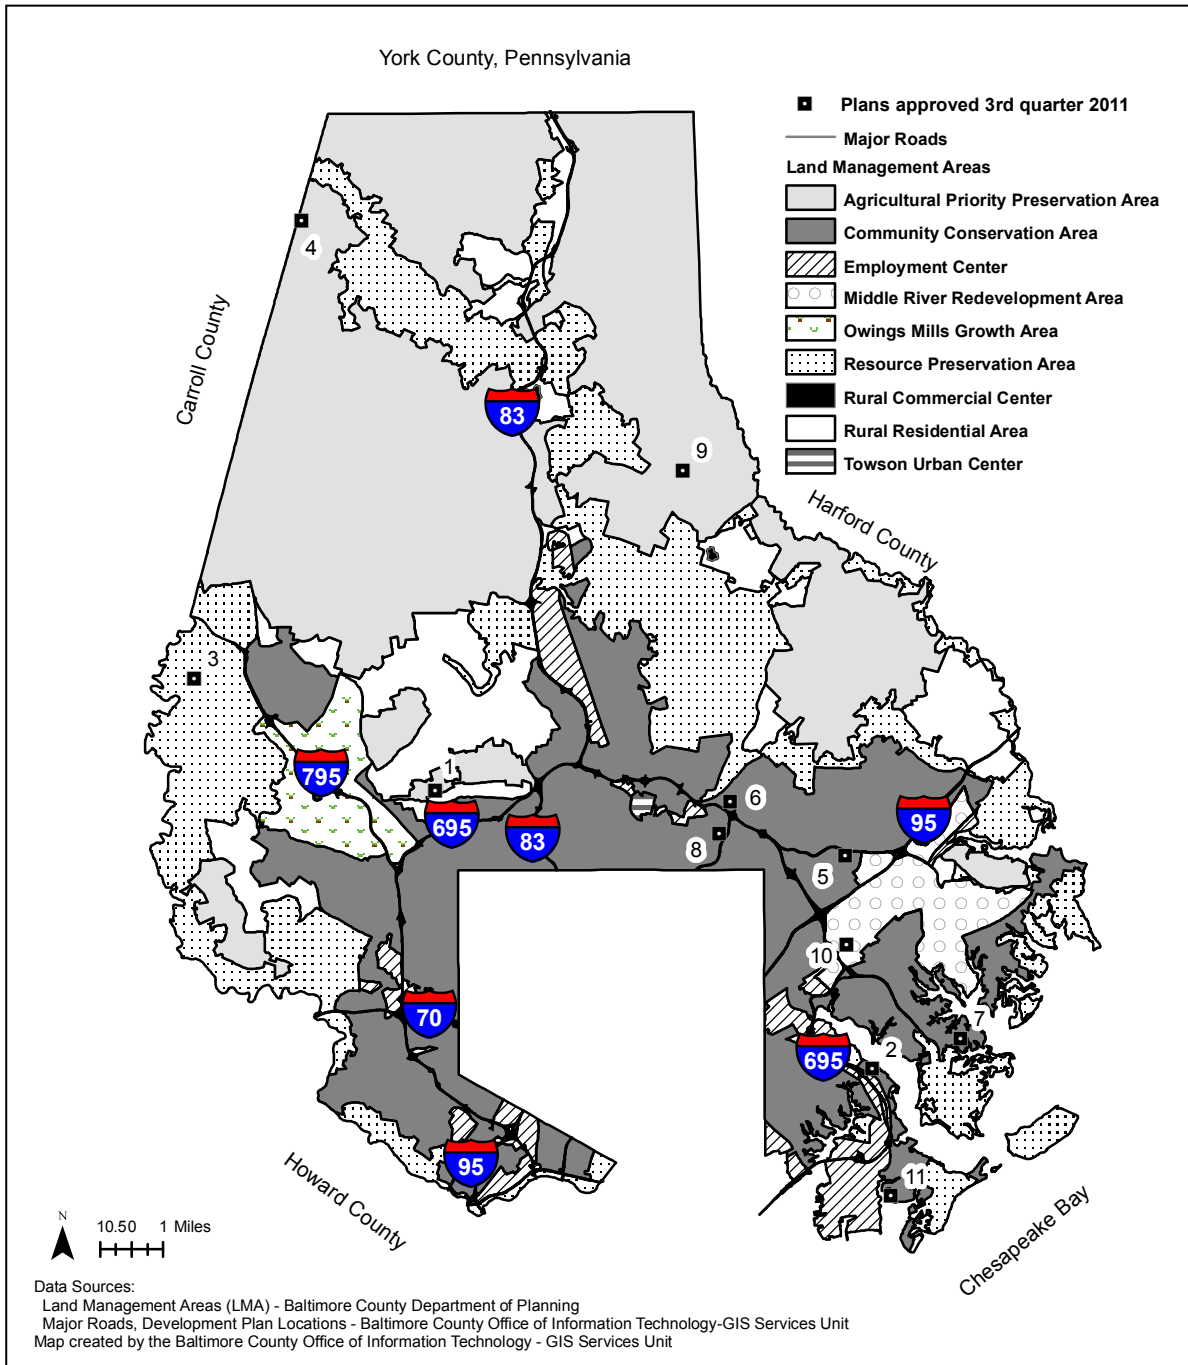 York County, Pennsylvania
Plans approved 3rd quarter 2011
Major Roads
Land Management Areas
Agricultural Priority Preservation Area
Community Conservation Area
Employment Center
Middle River Redevelopment Area
Owings Mills Growth Area
Resource Preservation Area
Rural Commercial Center
Rural Residential Area
Towson Urban Center
4
Carroll County
83
9
Harford County
3
795
1
695
83
6
8
95
5
10
70
7
695
2
95
11
Howard County
Chesapeake Bay
N
10.50 1 Miles
Data Sources:
Land Management Areas (LMA) - Baltimore County Department of Planning
Major Roads, Development Plan Locations - Baltimore County Office of Information Technology-GIS Services Unit
Map created by the Baltimore County Office of Information Technology - GIS Services Unit